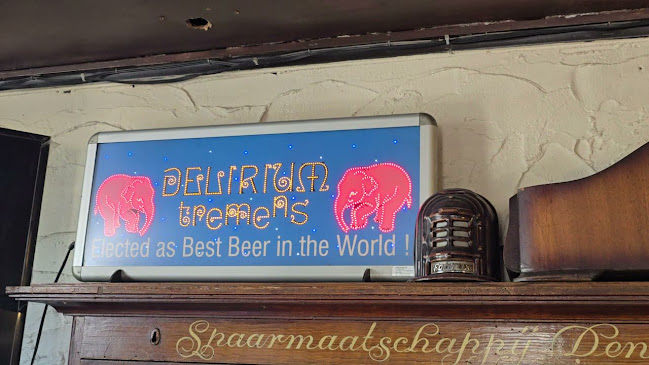 DELIRIUM
tremens
Elected as Best Beer in the World !
Spaarmaatschappij Den